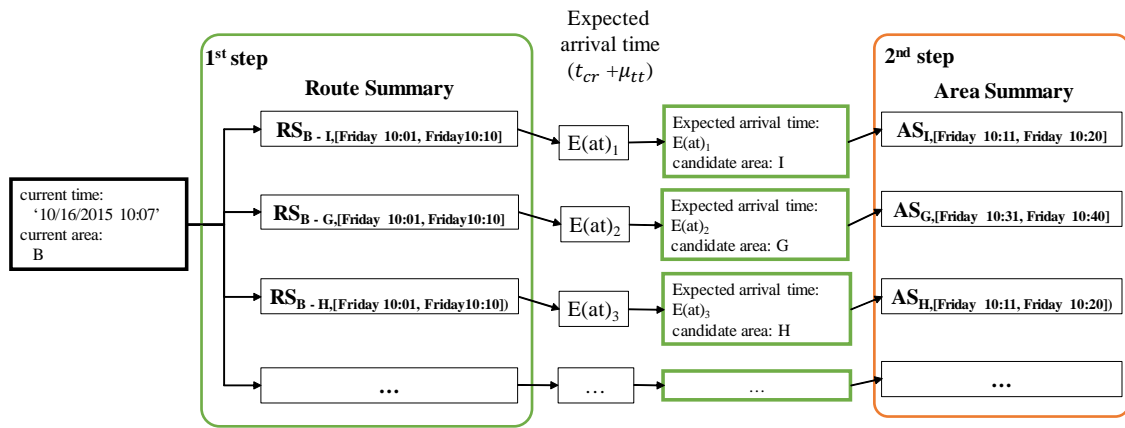 Expected
arrival time
(t_cr +μ_tt)
1st step
Route Summary
2nd step
Area Summary
current time:
‘10/16/2015 10:07’
current area:
B
RS_B - I,[Friday 10:01, Friday10:10]
E(at)_1
Expected arrival time:
E(at)_1
candidate area: I
AS_I,[Friday 10:11, Friday 10:20]
RS_B - G,[Friday 10:01, Friday10:10]
E(at)_2
Expected arrival time:
E(at)_2
candidate area: G
AS_G,[Friday 10:31, Friday 10:40]
RS_B - H,[Friday 10:01, Friday10:10])
E(at)_3
Expected arrival time:
E(at)_3
candidate area: H
AS_H,[Friday 10:11, Friday 10:20])
...
...
...
...